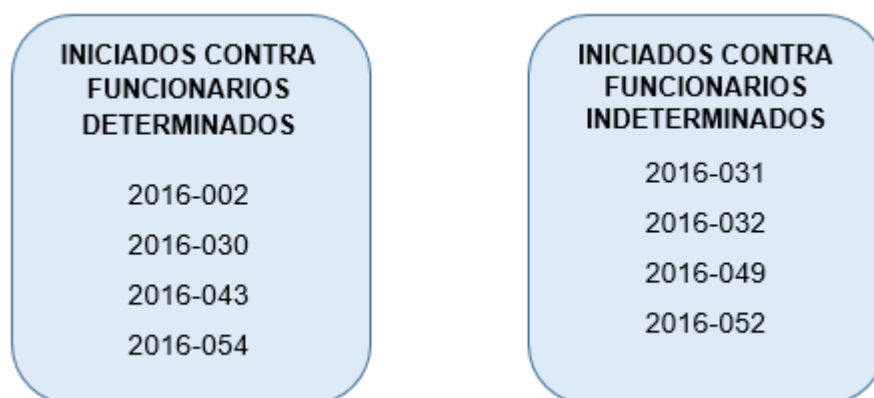 INICIADOS CONTRA
FUNCIONARIOS
DETERMINADOS
2016-002
2016-030
2016-043
2016-054
INICIADOS CONTRA
FUNCIONARIOS
INDETERMINADOS
2016-031
2016-032
2016-049
2016-052